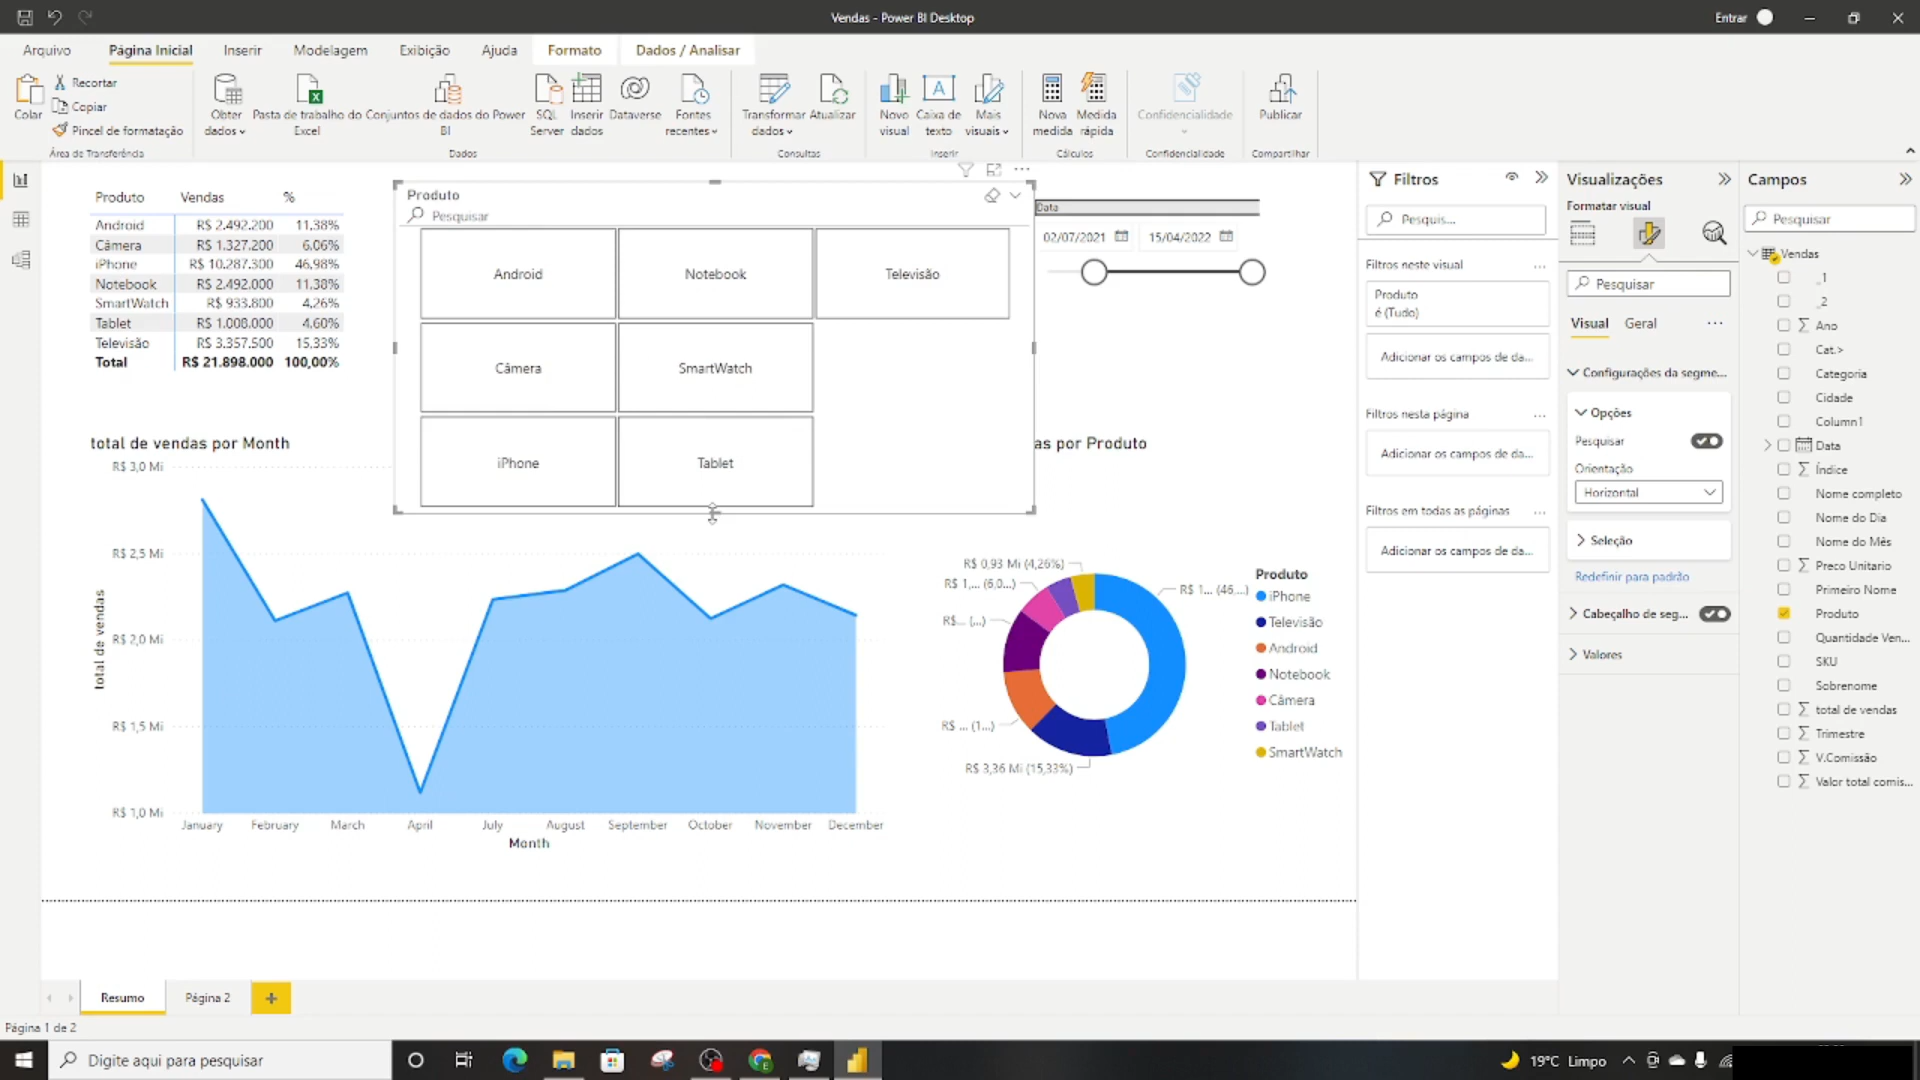 Vendas - Power BI Desktop
Entrar
Arquivo
Página Inicial
Inserir
Modelagem
Exibição
Ajuda
Formato
Dados / Analisar
Colar
Recortar
Copiar
Pincel de formatação
Área de Transferência
Obter dados
Pasta de trabalho do Excel
Conjuntos de dados do Power BI
SQL Server
Inserir dados
Dataverse
Fontes recentes
Dados
Transformar dados
Atualizar
Consultas
Novo visual
Caixa de texto
Mais visuais
Inserir
Nova medida
Medida rápida
Cálculos
Confidencialidade
Confidencialidade
Publicar
Compartilhar
Produto Vendas %
Android R$ 2.492.200 11,38%
Câmera R$ 1.327.200 6,06%
iPhone R$ 10.287.300 46,98%
Notebook R$ 2.492.000 11,38%
SmartWatch R$ 933.800 4,26%
Tablet R$ 1.008.000 4,60%
Televisão R$ 3.357.500 15,33%
Total R$ 21.898.000 100,00%
Produto
Pesquisar
Android
Notebook
Televisão
Câmera
SmartWatch
iPhone
Tablet
Data
02/07/2021
15/04/2022
total de vendas por Month
R$ 3,0 Mi
R$ 2,5 Mi
R$ 2,0 Mi
R$ 1,5 Mi
R$ 1,0 Mi
total de vendas
January February March April July August September October November December
Month
as por Produto
R$ 0,93 Mi (4,26%)
R$ 1,... (6,0...)
R$... (...)
R$ ... (1...)
R$ 3,36 Mi (15,33%)
R$ 1... (46,...)
Produto
iPhone
Televisão
Android
Notebook
Câmera
Tablet
SmartWatch
Filtros
Pesquis...
Filtros neste visual ...
Produto
é (Tudo)
Adicionar os campos de da...
Filtros nesta página ...
Adicionar os campos de da...
Filtros em todas as páginas ...
Adicionar os campos de da...
Visualizações
Formatar visual
Pesquisar
Visual
Geral
...
Configurações da segme...
Opções
Pesquisar
Orientação
Horizontal
Seleção
Redefinir para padrão
Cabeçalho de seg...
Valores
Campos
Pesquisar
Vendas
_1
_2
Ano
Cat.>
Categoria
Cidade
Column1
Data
Índice
Nome completo
Nome do Dia
Nome do Mês
Preco Unitario
Primeiro Nome
Produto
Quantidade Ven...
SKU
Sobrenome
total de vendas
Trimestre
V.Comissão
Valor total comis...
Resumo
Página 2
+
Página 1 de 2
Digite aqui para pesquisar
19°C Limpo